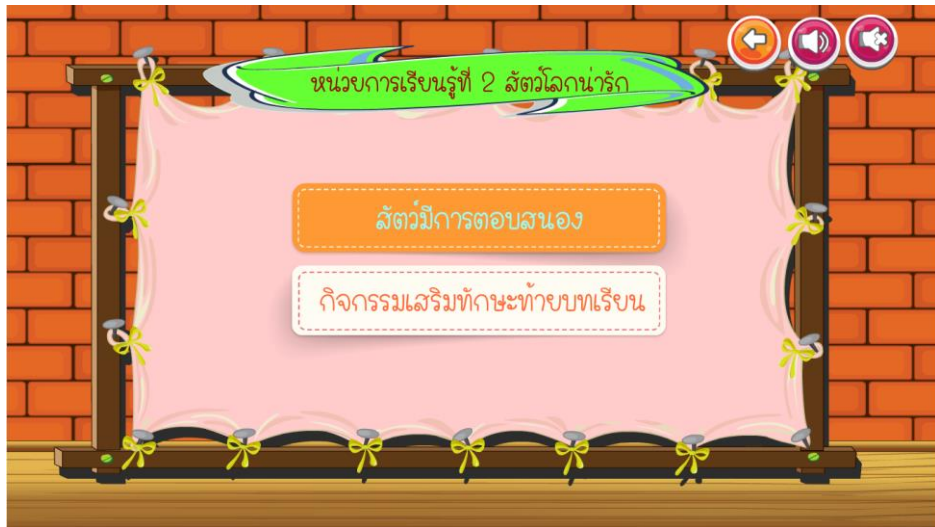 หน่วยการเรียนรู้ที่ 2 สัตว์โลกน่ารัก
สัตว์มีการตอบสนอง
กิจกรรมเสริมทักษะท้ายบทเรียน